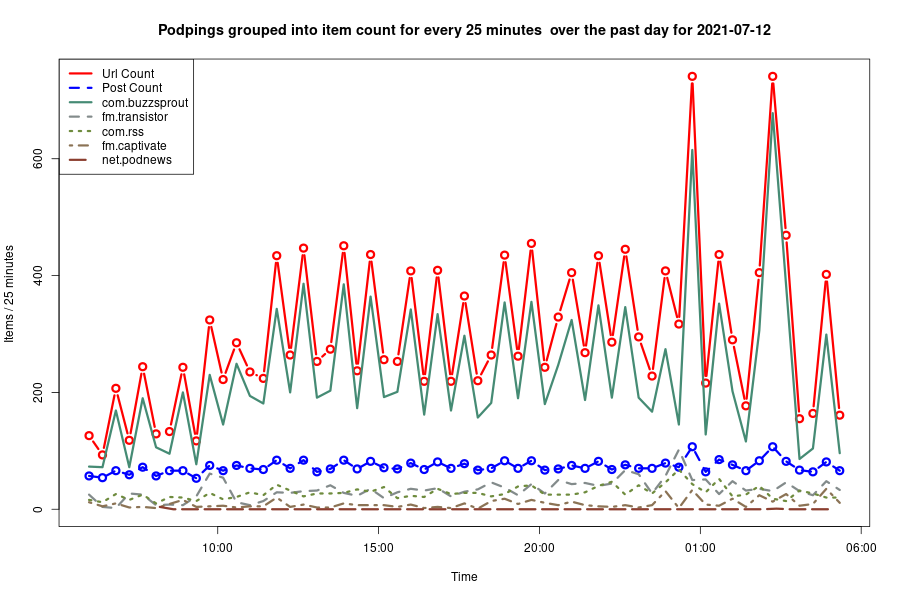 Podpings grouped into item count for every 25 minutes  over the past day for 2021-07-12
Url Count
Post Count
com.buzzsprout
fm.transistor
com.rss
fm.captivate
net.podnews
Items / 25 minutes
600
400
200
0
10:00
15:00
20:00
01:00
06:00
Time